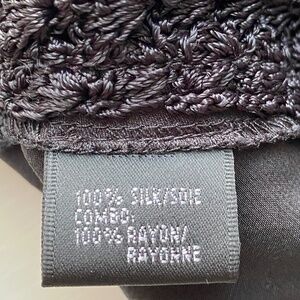 100% SILK/SOIE
COMBO:
100% RAYON/
RAYONNE